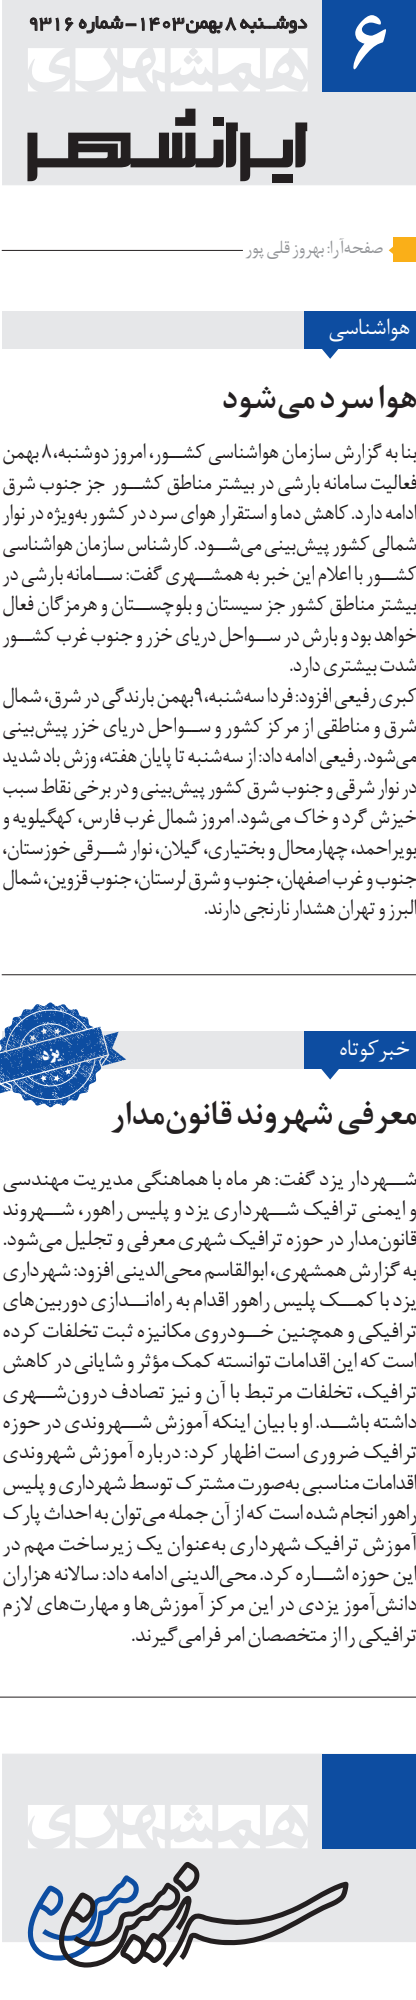 ۶
دوشنبه ۸ بهمن ۱۴۰۳ - شماره ۹۳۱۶
همشهری
ایرانشهر
صفحه‌آرا: بهروز قلی پور
هواشناسی
هوا سرد می‌شود
بنا به گزارش سازمان هواشناسی کشور، امروز دوشنبه، ۸ بهمن
فعالیت سامانه بارشی در بیشتر مناطق کشور جز جنوب شرق
ادامه دارد. کاهش دما و استقرار هوای سرد در کشور به‌ویژه در نوار
شمالی کشور پیش‌بینی می‌شود. کارشناس سازمان هواشناسی
کشور با اعلام این خبر به همشهری گفت: سامانه بارشی در
بیشتر مناطق کشور جز سیستان و بلوچستان و هرمزگان فعال
خواهد بود و بارش در سواحل دریای خزر و جنوب غرب کشور
شدت بیشتری دارد.
کبری رفیعی افزود: فردا سه‌شنبه، ۹بهمن بارندگی در شرق، شمال
شرق و مناطقی از مرکز کشور و سواحل دریای خزر پیش‌بینی
می‌شود. رفیعی ادامه داد: از سه‌شنبه تا پایان هفته، وزش باد شدید
در نوار شرقی و جنوب شرق کشور پیش‌بینی و در برخی نقاط سبب
خیزش گرد و خاک می‌شود. امروز شمال غرب فارس، کهگیلویه و
بویراحمد، چهارمحال و بختیاری، گیلان، نوار شرقی خوزستان،
جنوب و غرب اصفهان، جنوب و شرق لرستان، جنوب قزوین، شمال
البرز و تهران هشدار نارنجی دارند.
خبر کوتاه
یزد
معرفی شهروند قانون‌مدار
شهردار یزد گفت: هر ماه با هماهنگی مدیریت مهندسی
و ایمنی ترافیک شهرداری یزد و پلیس راهور، شهروند
قانون‌مدار در حوزه ترافیک شهری معرفی و تجلیل می‌شود.
به گزارش همشهری، ابوالقاسم محی‌الدینی افزود: شهرداری
یزد با کمک پلیس راهور اقدام به راه‌اندازی دوربین‌های
ترافیکی و همچنین خودروی مکانیزه ثبت تخلفات کرده
است که این اقدامات توانسته کمک مؤثر و شایانی در کاهش
ترافیک، تخلفات مرتبط با آن و نیز تصادف درون‌شهری
داشته باشد. او با بیان اینکه آموزش شهروندی در حوزه
ترافیک ضروری است اظهار کرد: درباره آموزش شهروندی
اقدامات مناسبی به‌صورت مشترک توسط شهرداری و پلیس
راهور انجام شده است که از آن جمله می‌توان به احداث پارک
آموزش ترافیک شهرداری به‌عنوان یک زیرساخت مهم در
این حوزه اشاره کرد. محی‌الدینی ادامه داد: سالانه هزاران
دانش‌آموز یزدی در این مرکز آموزش‌ها و مهارت‌های لازم
ترافیکی را از متخصصان امر فرامی‌گیرند.
همشهری
سرزمین من